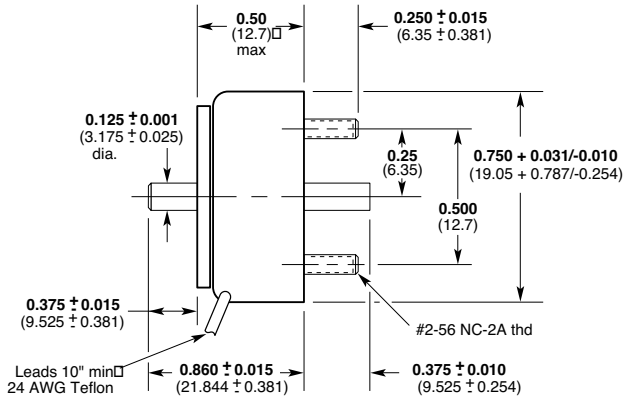 0.50
(12.7)□
max
0.250 ± 0.015
(6.35 ± 0.381)
0.125 ± 0.001
(3.175 ± 0.025)
dia.
0.25
(6.35)
0.750 + 0.031/-0.010
(19.05 + 0.787/-0.254)
0.500
(12.7)
0.375 ± 0.015
(9.525 ± 0.381)
#2-56 NC-2A thd
Leads 10" min□
24 AWG Teflon
0.860 ± 0.015
(21.844 ± 0.381)
0.375 ± 0.010
(9.525 ± 0.254)